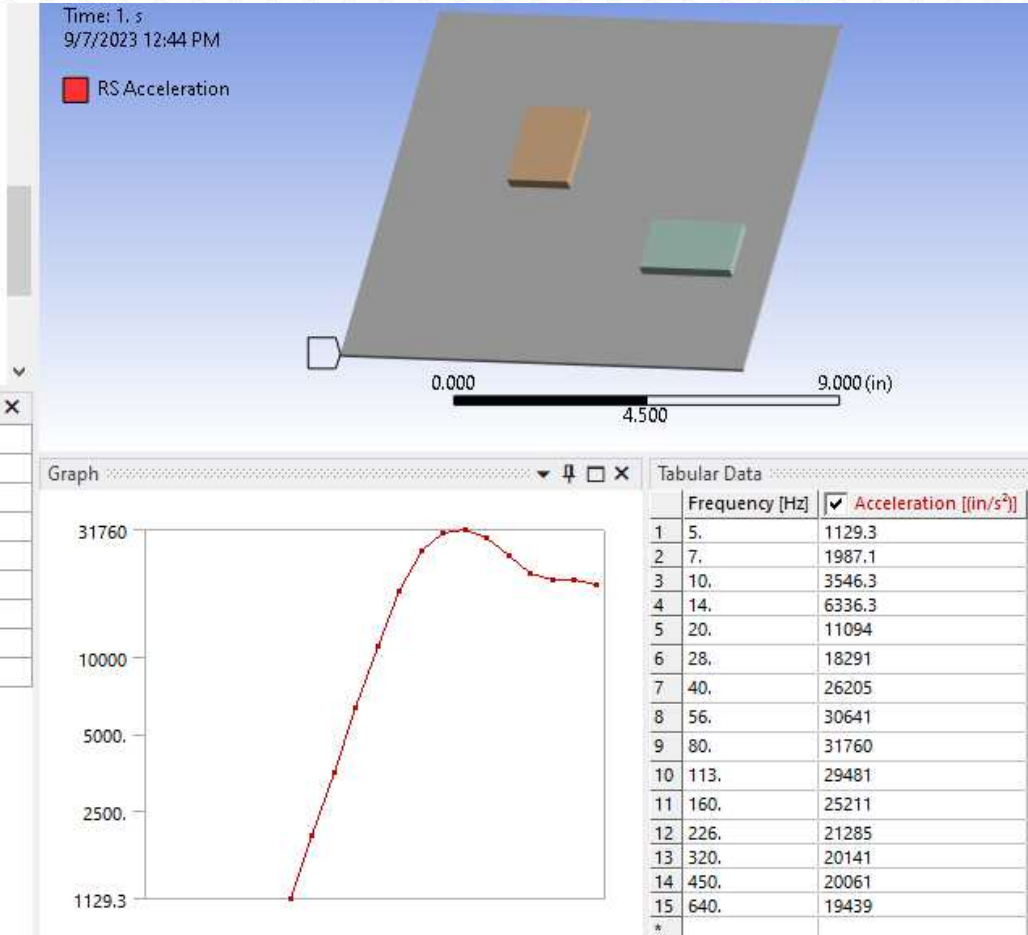 Time: 1. s
9/7/2023 12:44 PM
RS Acceleration
0.000
9.000 (in)
4.500
Graph
31760
10000
5000.
2500.
1129.3
Tabular Data
Frequency [Hz] Acceleration [(in/s²)]
1 5. 1129.3
2 7. 1987.1
3 10. 3546.3
4 14. 6336.3
5 20. 11094
6 28. 18291
7 40. 26205
8 56. 30641
9 80. 31760
10 113. 29481
11 160. 25211
12 226. 21285
13 320. 20141
14 450. 20061
15 640. 19439
*